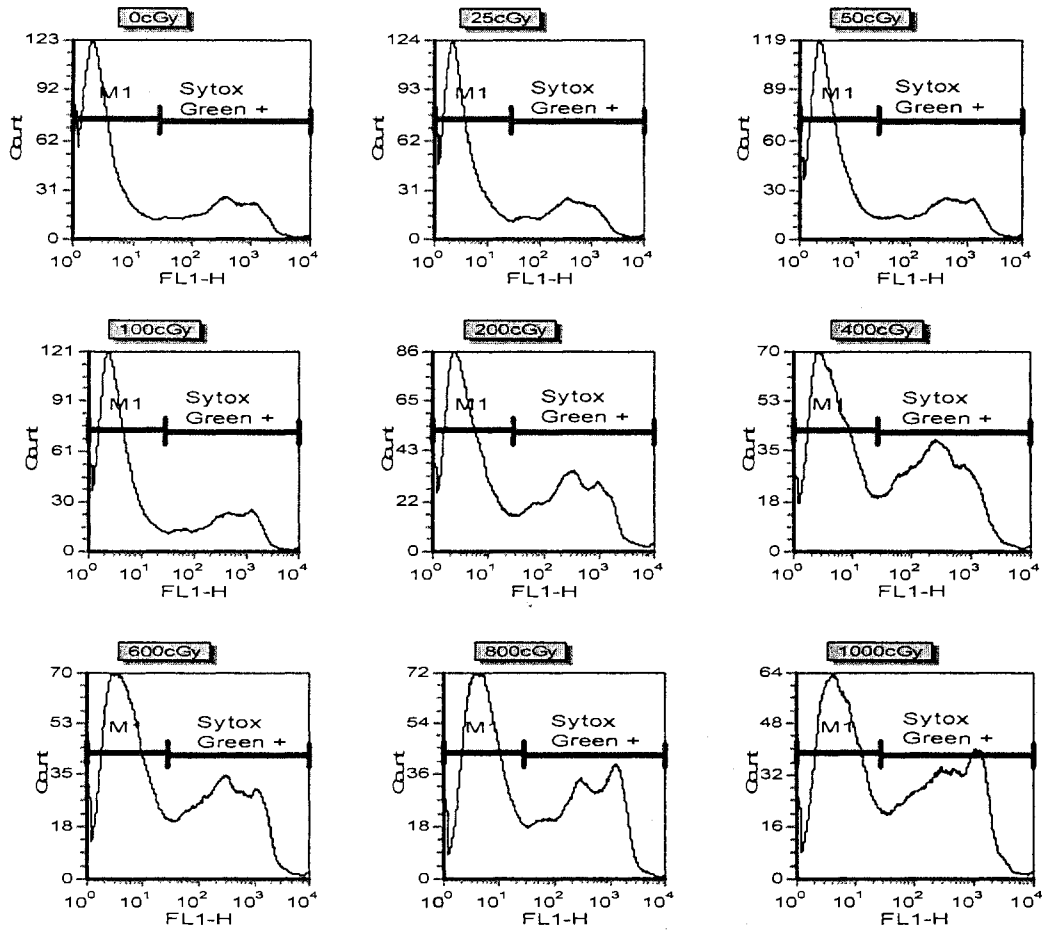 0cGy
123
92
62
31
0
Count
M1
Sytox
Green +
10^0 10^1 10^2 10^3 10^4
FL1-H
25cGy
124
93
62
31
0
Count
M1
Sytox
Green +
10^0 10^1 10^2 10^3 10^4
FL1-H
50cGy
119
89
60
30
0
Count
M1
Sytox
Green +
10^0 10^1 10^2 10^3 10^4
FL1-H
100cGy
121
91
61
30
0
Count
M1
Sytox
Green +
10^0 10^1 10^2 10^3 10^4
FL1-H
200cGy
86
65
43
22
0
Count
M1
Sytox
Green +
10^0 10^1 10^2 10^3 10^4
FL1-H
400cGy
70
53
35
18
0
Count
M1
Sytox
Green +
10^0 10^1 10^2 10^3 10^4
FL1-H
600cGy
70
53
35
18
0
Count
M1
Sytox
Green +
10^0 10^1 10^2 10^3 10^4
FL1-H
800cGy
72
54
36
18
0
Count
M1
Sytox
Green +
10^0 10^1 10^2 10^3 10^4
FL1-H
1000cGy
64
48
32
16
0
Count
M1
Sytox
Green +
10^0 10^1 10^2 10^3 10^4
FL1-H